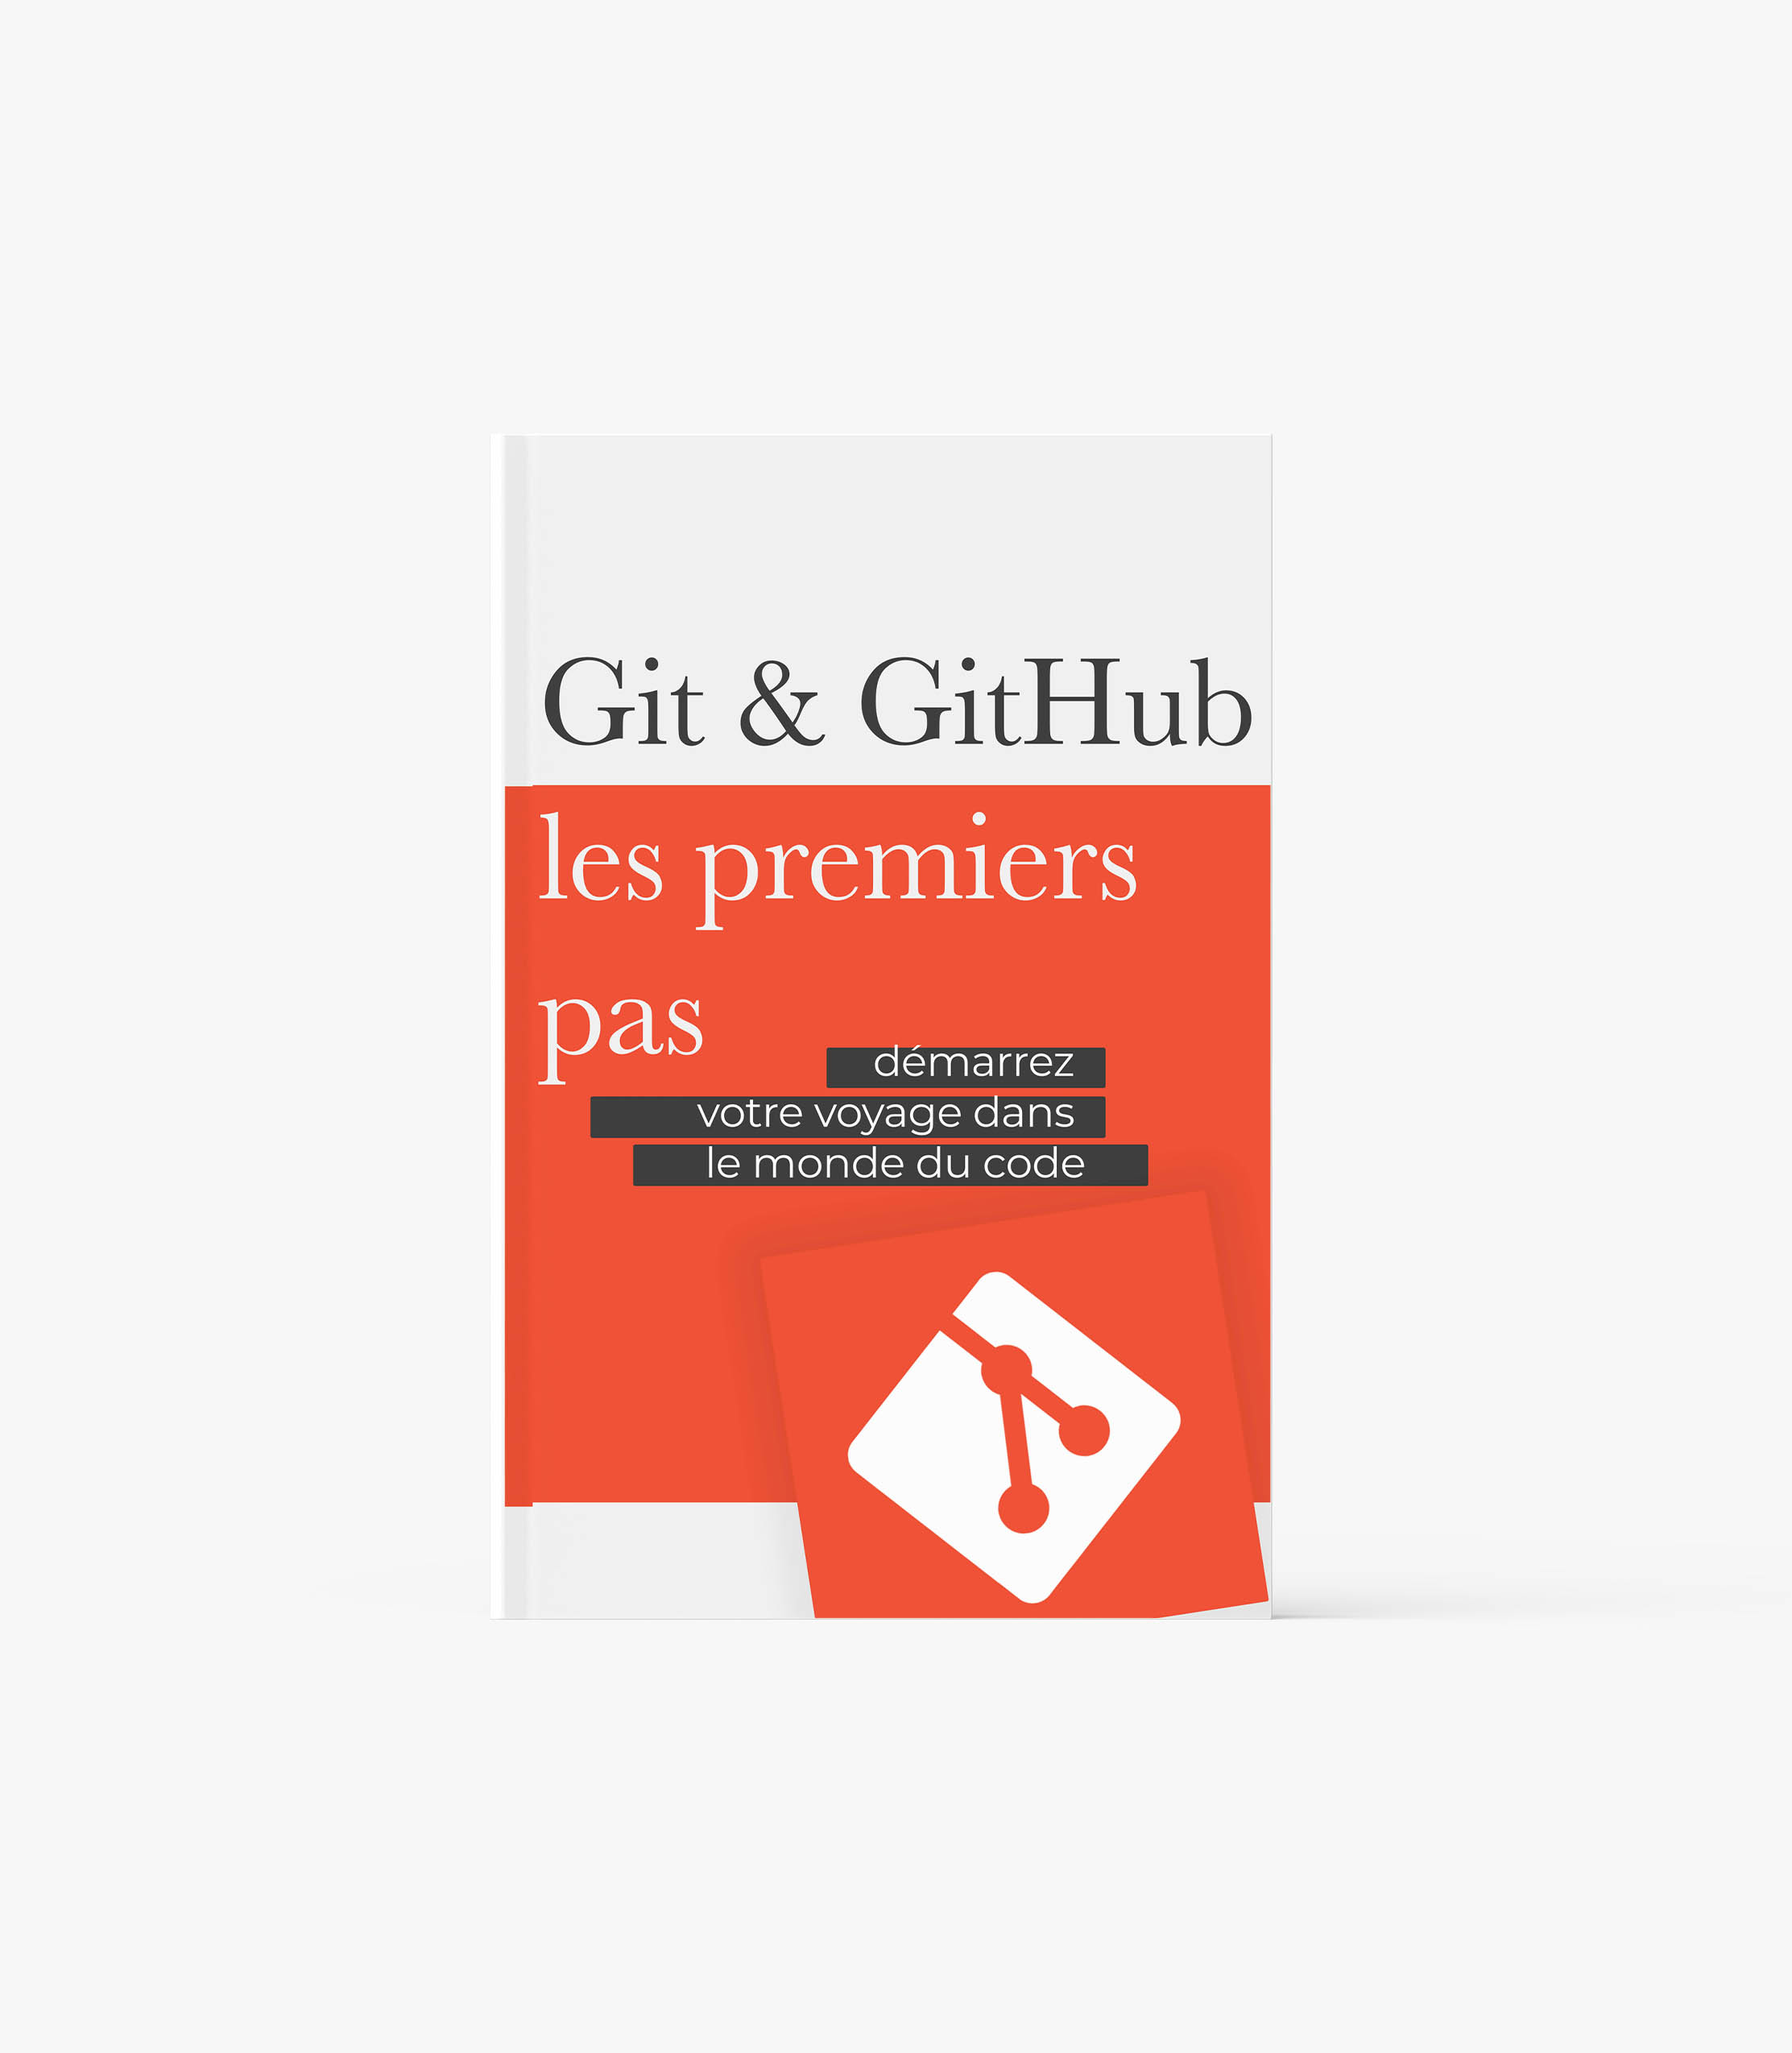 Git & GitHub
les premiers
pas
démarrez
votre voyage dans
le monde du code